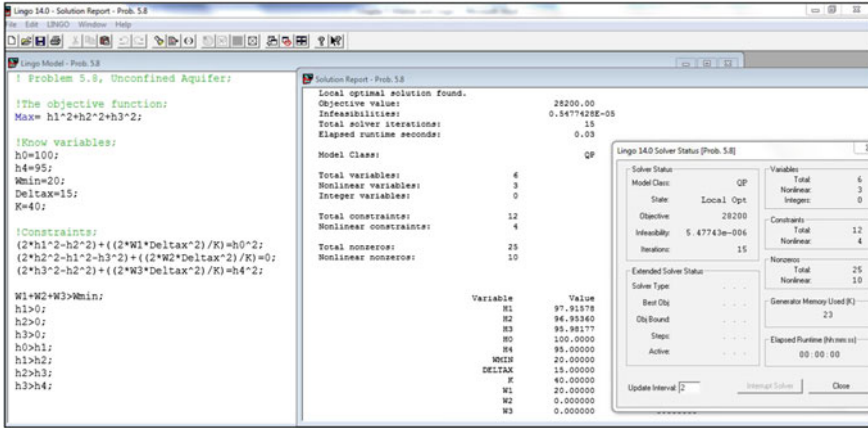 Lingo 14.0 - Solution Report - Prob. 5.8
File Edit LINGO Window Help
Lingo Model - Prob. 5.8
! Problem 5.8, Unconfined Aquifer;
!The objective function;
Max= h1^2+h2^2+h3^2;
!Know variables;
h0=100;
h4=95;
Wmin=20;
Deltax=15;
K=40;
!Constraints;
(2*h1^2-h2^2)+((2*W1*Deltax^2)/K)=h0^2;
(2*h2^2-h1^2-h3^2)+((2*W2*Deltax^2)/K)=0;
(2*h3^2-h2^2)+((2*W3*Deltax^2)/K)=h4^2;
W1+W2+W3>Wmin;
h1>0;
h2>0;
h3>0;
h0>h1;
h1>h2;
h2>h3;
h3>h4;
Solution Report - Prob. 5.8
Local optimal solution found.
Objective value: 28200.00
Infeasibilities: 0.5477428E-05
Total solver iterations: 15
Elapsed runtime seconds: 0.03
Model Class: QP
Total variables: 6
Nonlinear variables: 3
Integer variables: 0
Total constraints: 12
Nonlinear constraints: 4
Total nonzeros: 25
Nonlinear nonzeros: 10
Variable Value
H1 97.91578
H2 96.95360
H3 95.98177
H0 100.0000
H4 95.00000
WMIN 20.00000
DELTAX 15.00000
K 40.00000
W1 20.00000
W2 0.000000
W3 0.000000
Lingo 14.0 Solver Status [Prob. 5.8]
Solver Status
Model Class: QP
State: Local Opt
Objective: 28200
Infeasibility: 5.47743e-006
Iterations: 15
Extended Solver Status
Solver Type: . . .
Best Obj: . . .
Obj Bound: . . .
Steps: . . .
Active: . . .
Update Interval: 2
Interrupt Solver
Close
Variables
Total: 6
Nonlinear: 3
Integers: 0
Constraints
Total: 12
Nonlinear: 4
Nonzeros
Total: 25
Nonlinear: 10
Generator Memory Used (K)
23
Elapsed Runtime (hh:mm:ss)
00:00:00